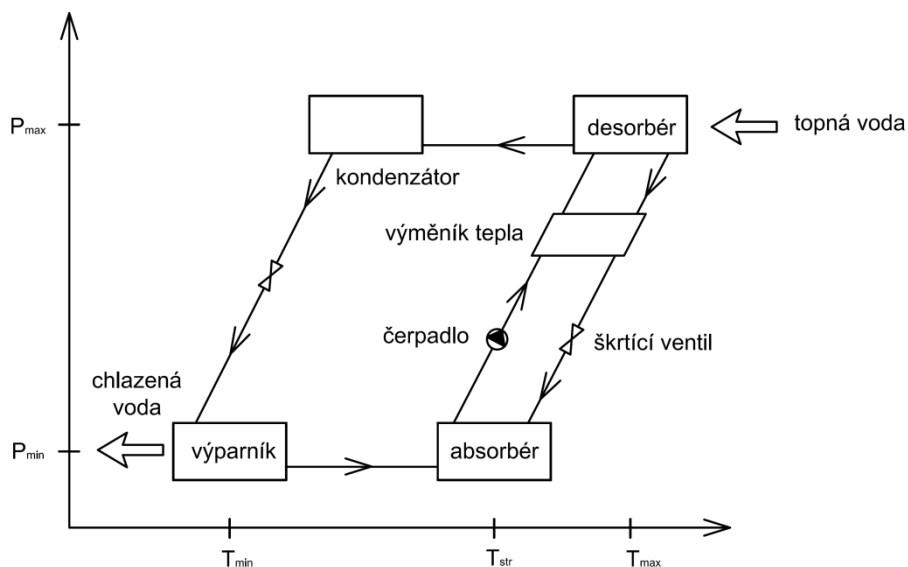 Pmax
desorbér
topná voda
kondenzátor
výměník tepla
čerpadlo
škrtící ventil
chlazená
voda
Pmin
výparník
absorbér
Tmin
Tstr
Tmax